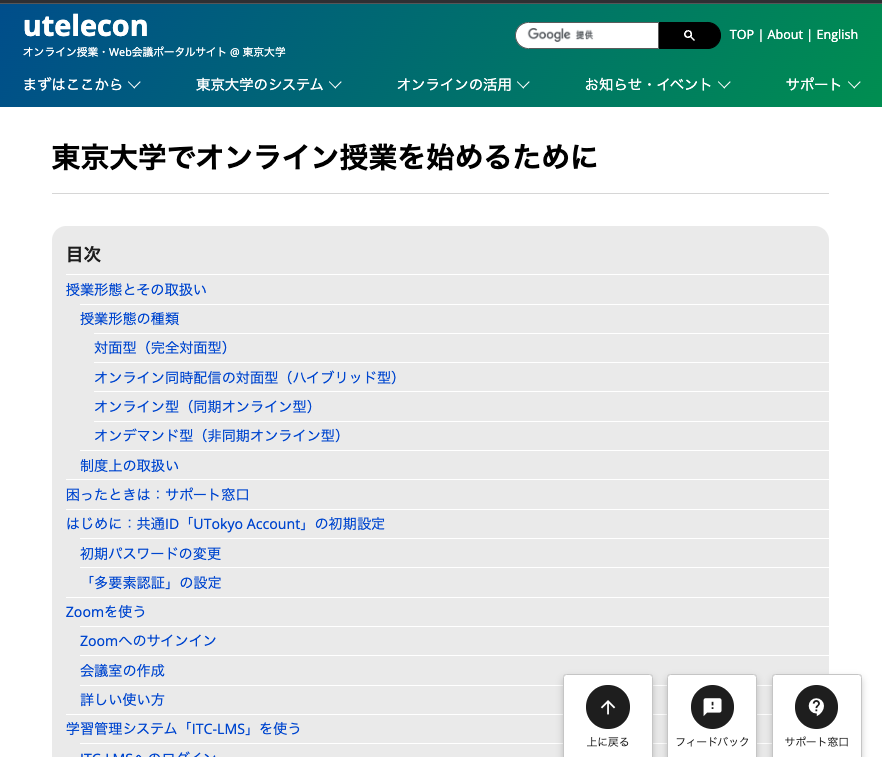 utelecon
オンライン授業・Web会議ポータルサイト @ 東京大学
Google 提供
TOP | About | English
まずはここから 東京大学のシステム オンラインの活用 お知らせ・イベント サポート
東京大学でオンライン授業を始めるために
目次
授業形態とその取扱い
授業形態の種類
対面型（完全対面型）
オンライン同時配信の対面型（ハイブリッド型）
オンライン型（同期オンライン型）
オンデマンド型（非同期オンライン型）
制度上の取扱い
困ったときは：サポート窓口
はじめに：共通ID「UTokyo Account」の初期設定
初期パスワードの変更
「多要素認証」の設定
Zoomを使う
Zoomへのサインイン
会議室の作成
詳しい使い方
学習管理システム「ITC-LMS」を使う
ITC-LMSへのログイン
上に戻る
フィードバック
サポート窓口